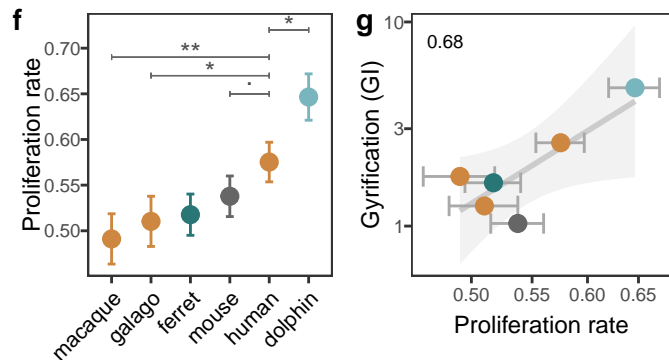 f
Proliferation rate
0.70
0.65
0.60
0.55
0.50
**
*
.
*
macaque
galago
ferret
mouse
human
dolphin
g
Gyrification (GI)
10
3
1
0.68
0.50
0.55
0.60
0.65
Proliferation rate